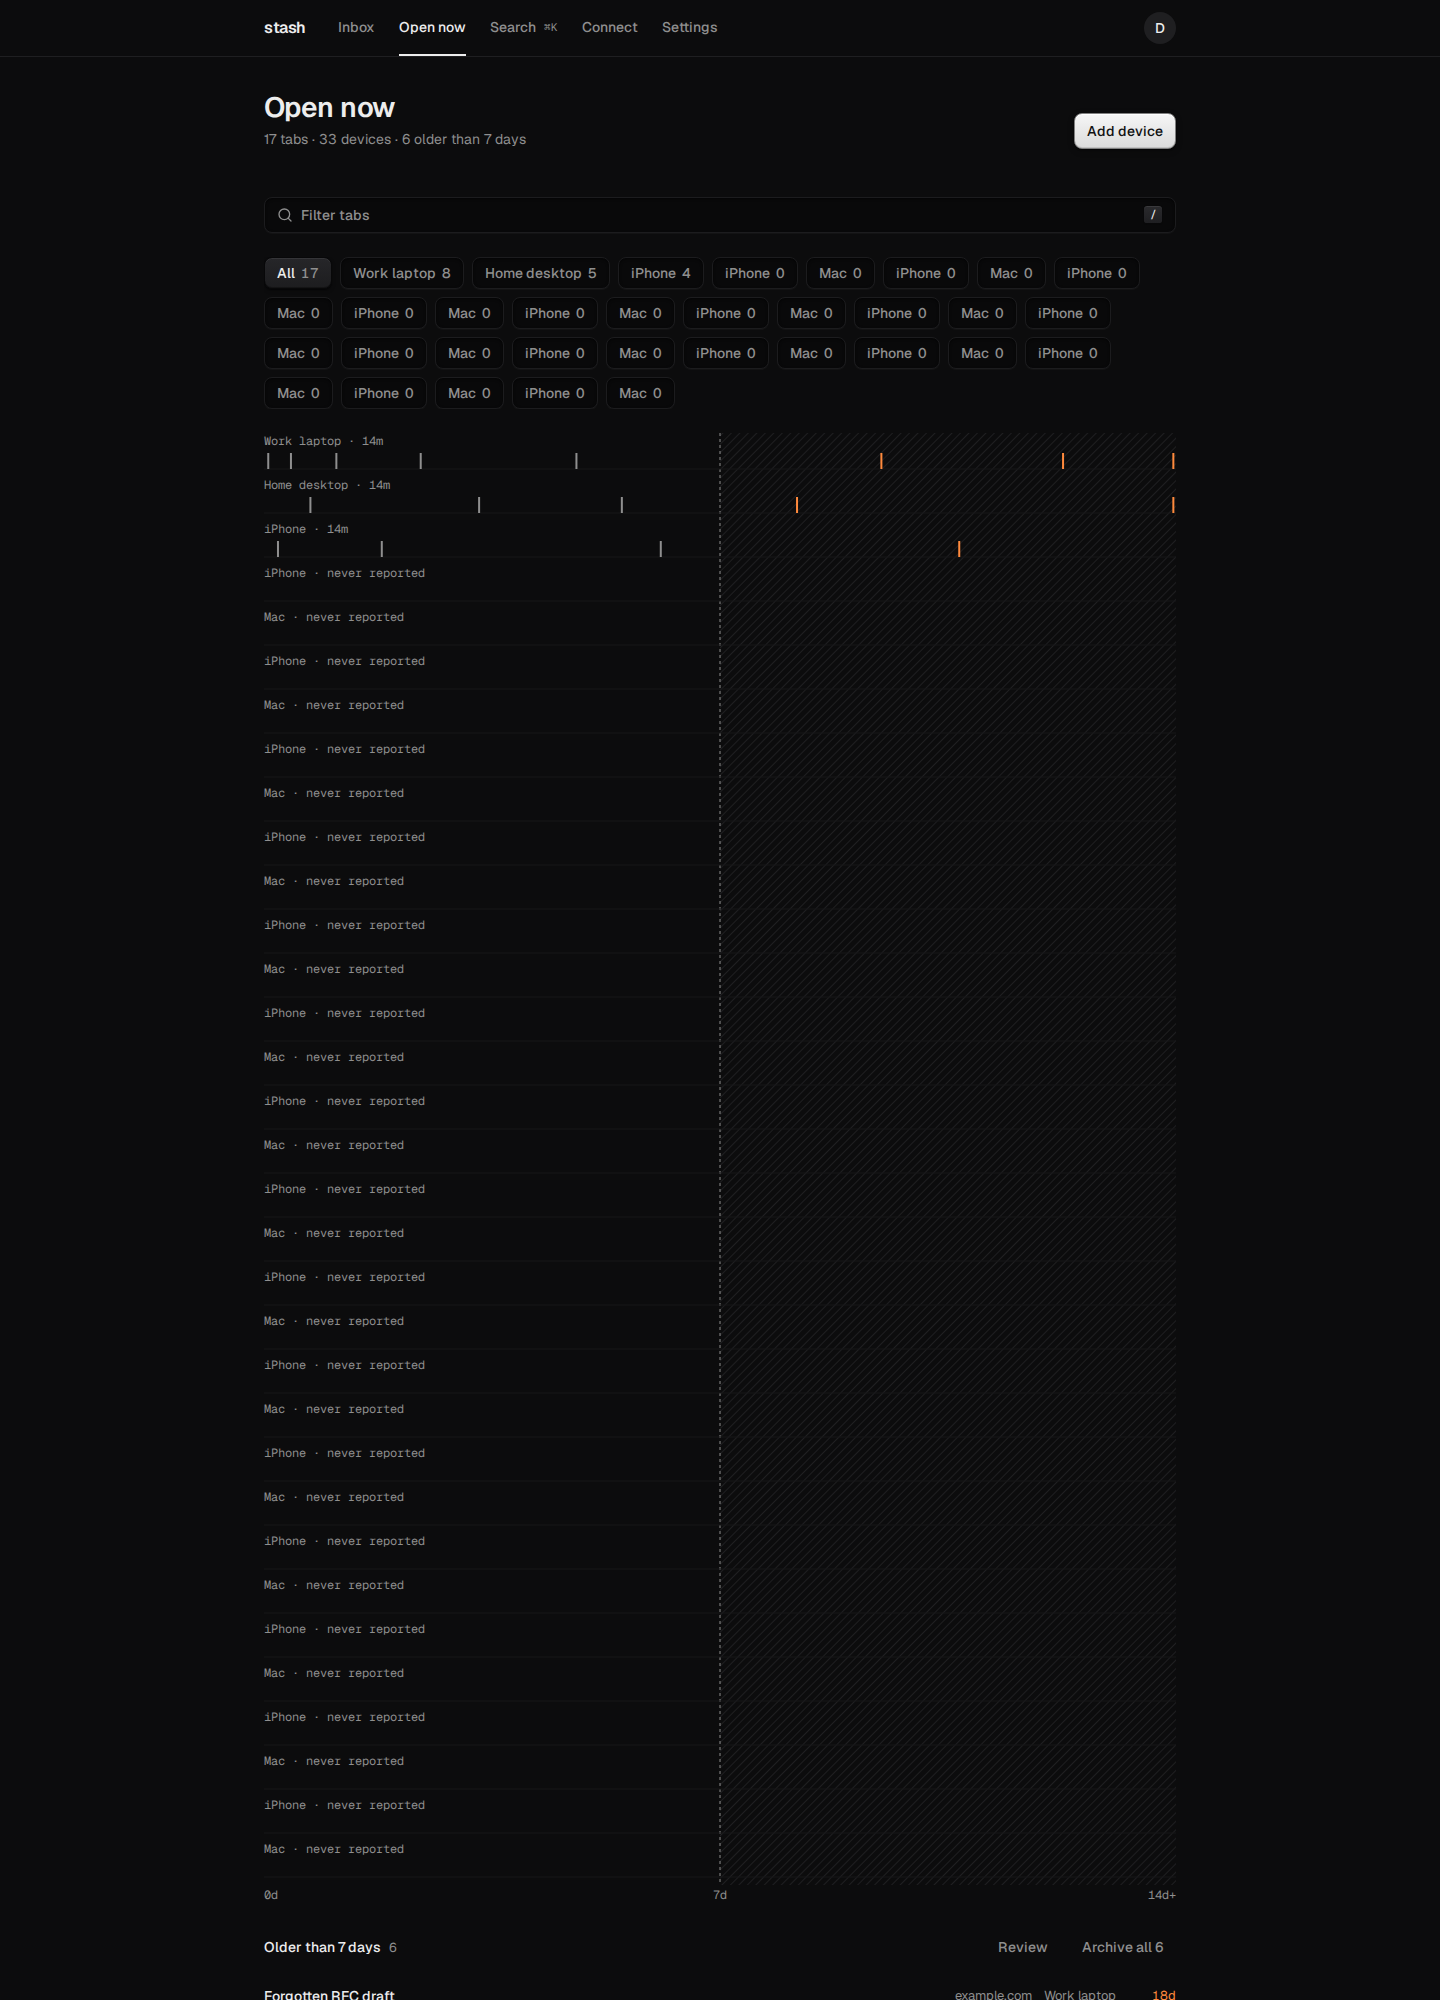 stash Inbox Open now Search ⌘K Connect Settings D
Open now
17 tabs · 33 devices · 6 older than 7 days
Add device
Filter tabs /
All 17 Work laptop 8 Home desktop 5 iPhone 4 iPhone 0 Mac 0 iPhone 0 Mac 0 iPhone 0
Mac 0 iPhone 0 Mac 0 iPhone 0 Mac 0 iPhone 0 Mac 0 iPhone 0 Mac 0 iPhone 0
Mac 0 iPhone 0 Mac 0 iPhone 0 Mac 0 iPhone 0 Mac 0 iPhone 0 Mac 0 iPhone 0
Mac 0 iPhone 0 Mac 0 iPhone 0 Mac 0
Work laptop · 14m
Home desktop · 14m
iPhone · 14m
iPhone · never reported
Mac · never reported
iPhone · never reported
Mac · never reported
iPhone · never reported
Mac · never reported
iPhone · never reported
Mac · never reported
iPhone · never reported
Mac · never reported
iPhone · never reported
Mac · never reported
iPhone · never reported
Mac · never reported
iPhone · never reported
Mac · never reported
iPhone · never reported
Mac · never reported
iPhone · never reported
Mac · never reported
iPhone · never reported
Mac · never reported
iPhone · never reported
Mac · never reported
iPhone · never reported
Mac · never reported
iPhone · never reported
Mac · never reported
iPhone · never reported
Mac · never reported
0d 7d 14d+
Older than 7 days 6 Review Archive all 6
Forgotten RFC draft example.com Work laptop 18d